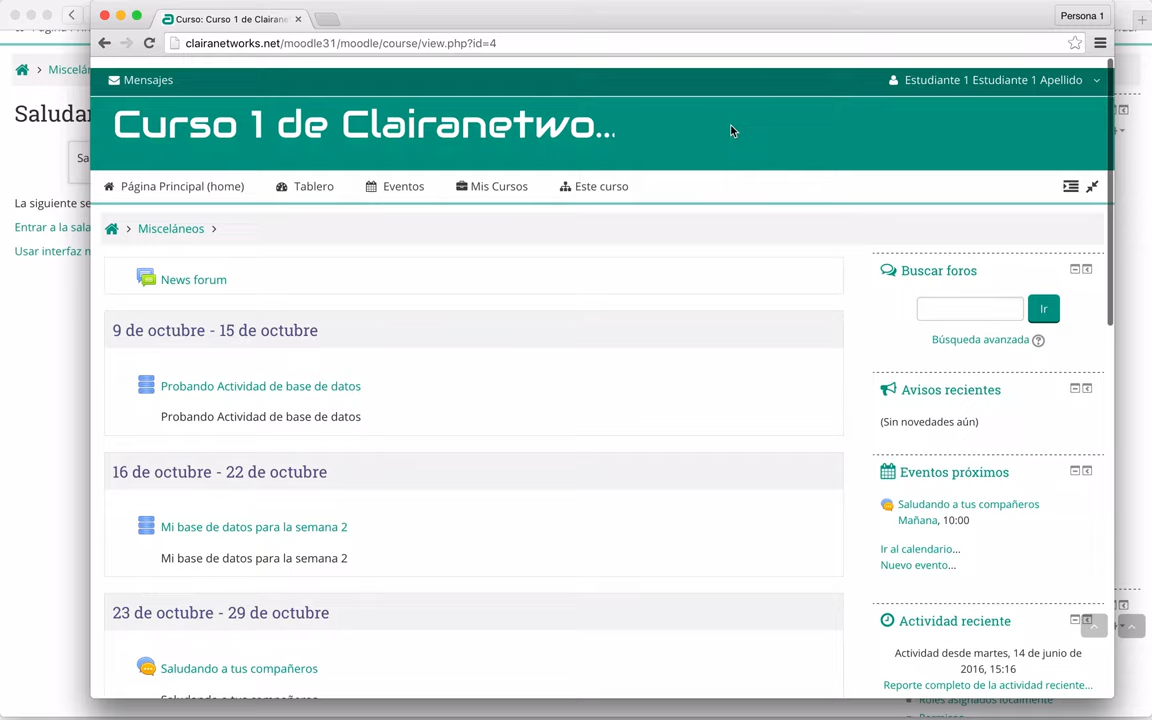 Curso: Curso 1 de Clairane
Persona 1
clairanetworks.net/moodle31/moodle/course/view.php?id=4
Mensajes
Estudiante 1 Estudiante 1 Apellido
Curso 1 de Clairanetwo...
Página Principal (home)
Tablero
Eventos
Mis Cursos
Este curso
Misceláneos
News forum
9 de octubre - 15 de octubre
Probando Actividad de base de datos
Probando Actividad de base de datos
16 de octubre - 22 de octubre
Mi base de datos para la semana 2
Mi base de datos para la semana 2
23 de octubre - 29 de octubre
Saludando a tus compañeros
Buscar foros
Ir
Búsqueda avanzada
Avisos recientes
(Sin novedades aún)
Eventos próximos
Saludando a tus compañeros
Mañana, 10:00
Ir al calendario...
Nuevo evento...
Actividad reciente
Actividad desde martes, 14 de junio de
2016, 15:16
Reporte completo de la actividad reciente...
Misceláne
Saludan
Sa
La siguiente se
Entrar a la sala
Usar interfaz m